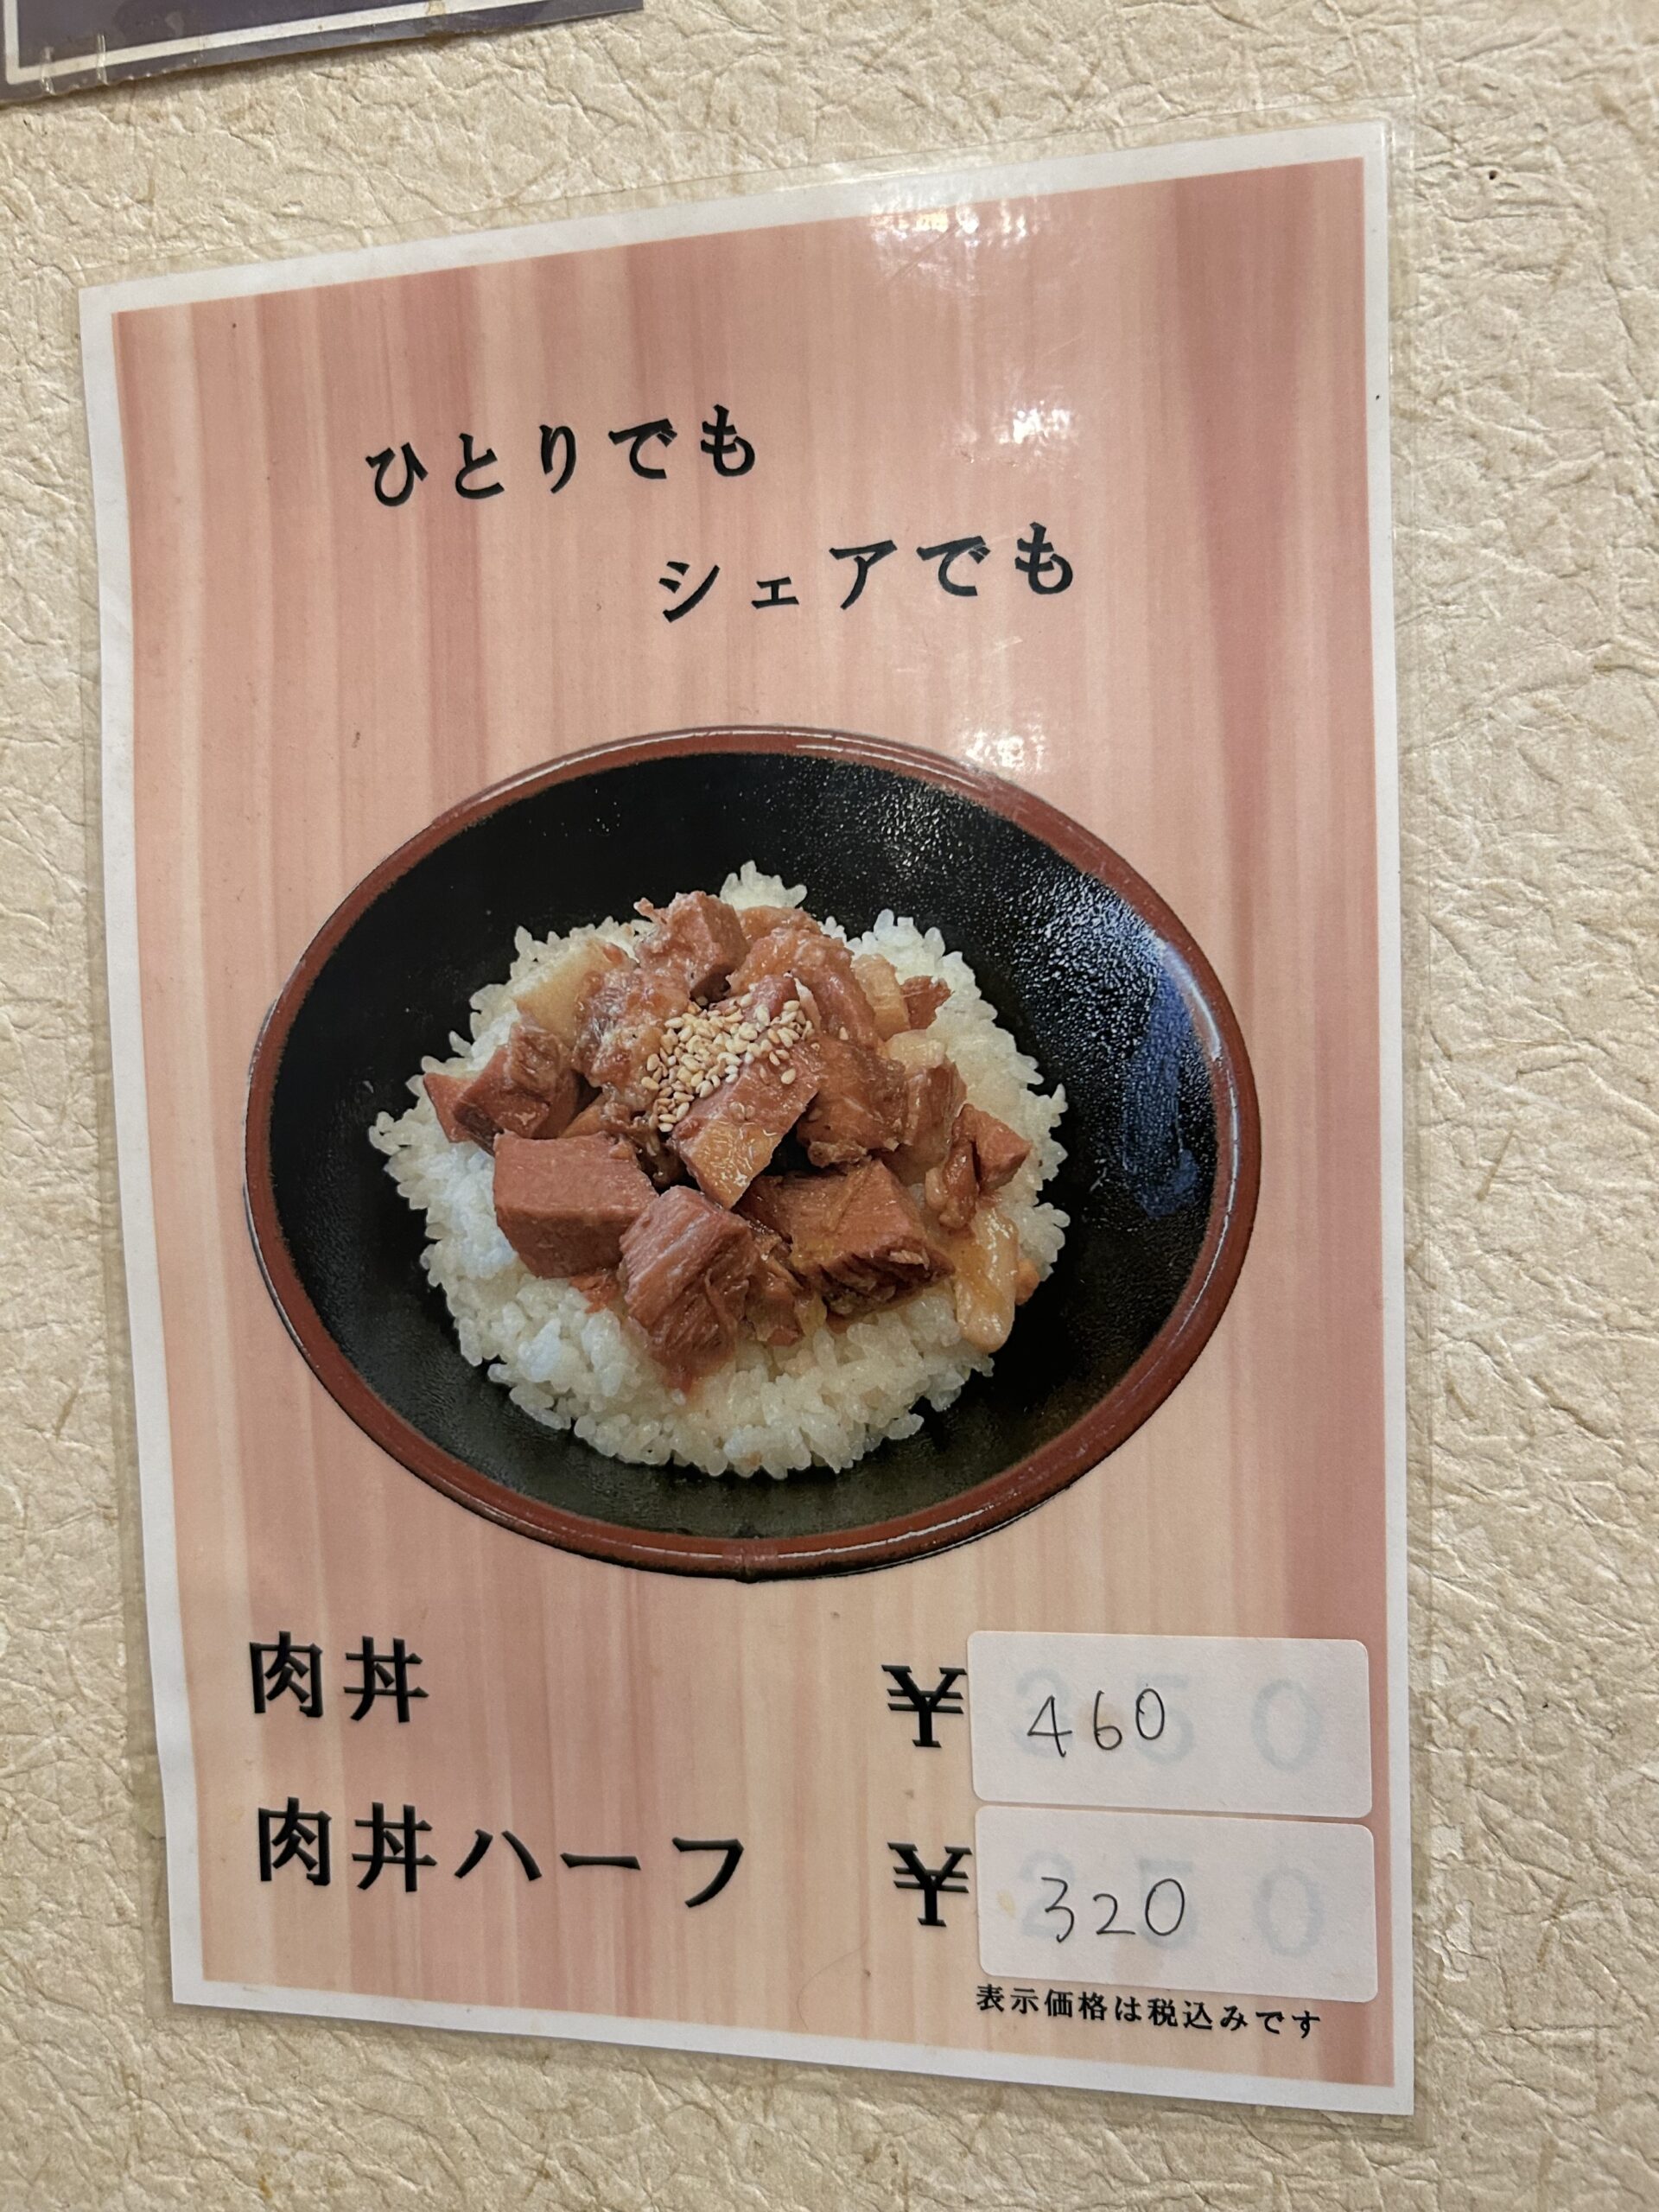 ひとりでも
シェアでも
肉丼 ¥460
肉丼ハーフ ¥320
表示価格は税込みです